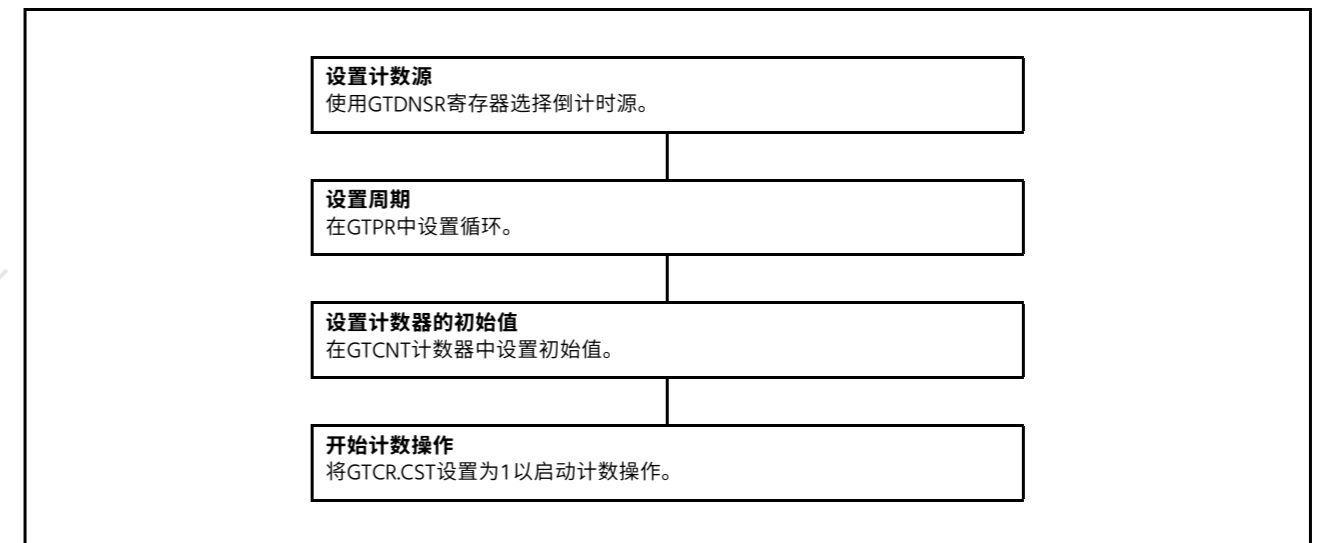 设置计数源
使用GTDNSR寄存器选择倒计时源。
设置周期
在GTPR中设置循环。
设置计数器的初始值
在GTCNT计数器中设置初始值。
开始计数操作
将GTCR.CST设置为1以启动计数操作。